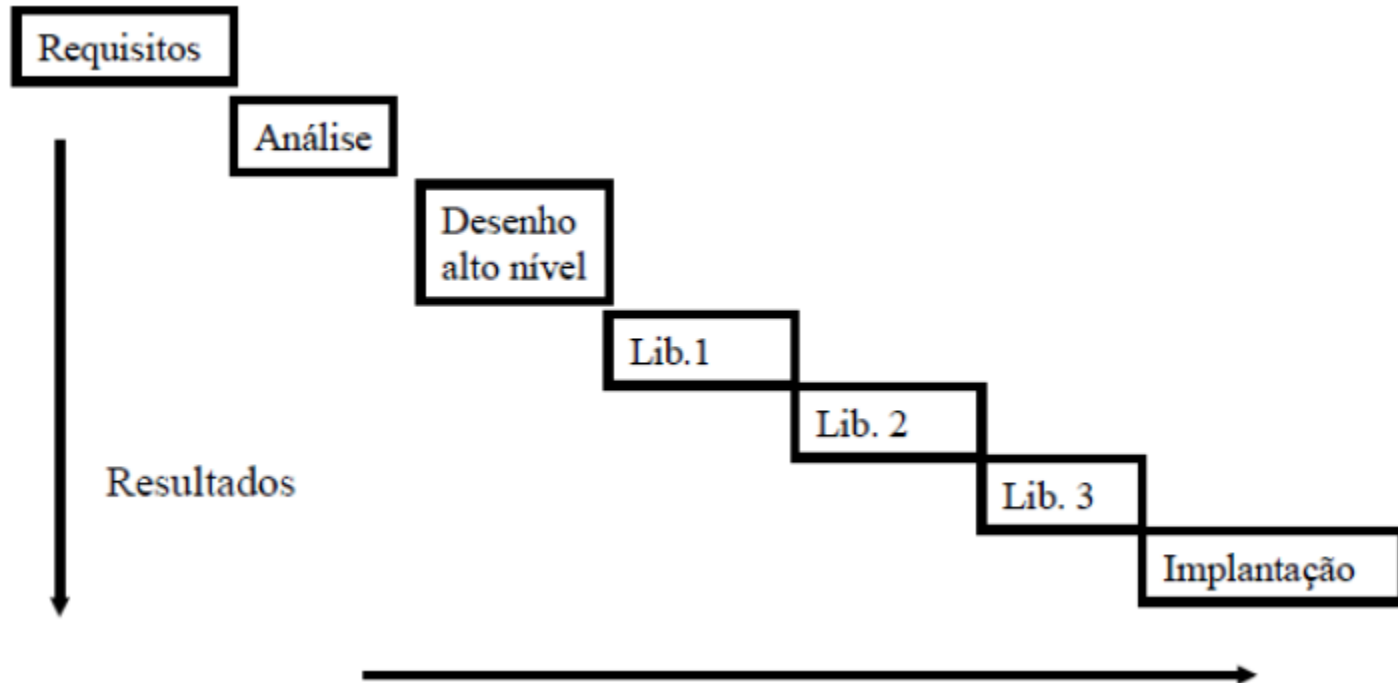 Requisitos
Análise
Desenho
alto nível
Lib.1
Lib. 2
Resultados
Lib. 3
Implantação